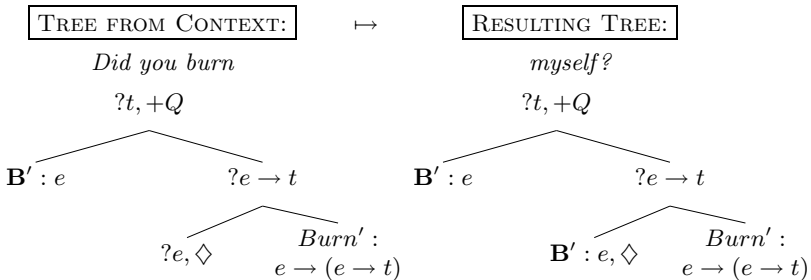 TREE FROM CONTEXT: ↦ RESULTING TREE:
Did you burn myself?
?t, +Q ?t, +Q
B′ : e ?e → t B′ : e ?e → t
?e, ♢ Burn′ : B′ : e, ♢ Burn′ :
e → (e → t) e → (e → t)